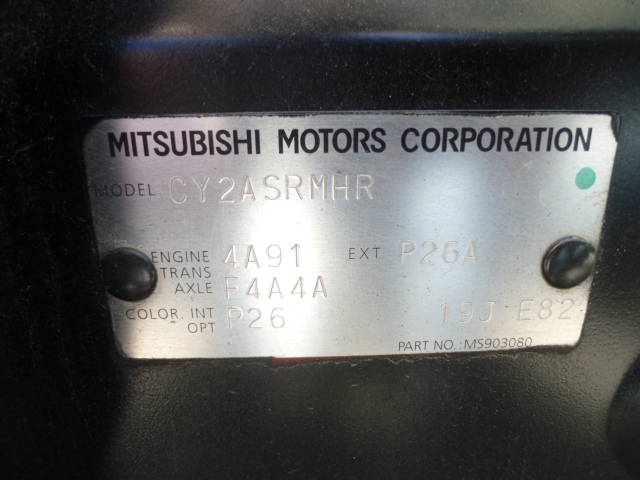 MITSUBISHI MOTORS CORPORATION
MODEL CY2ASRMHR
ENGINE 4A91 EXT P26A
TRANS
AXLE F4A4A
COLOR. INT P26 19J E82
OPT
PART NO.: MS903080